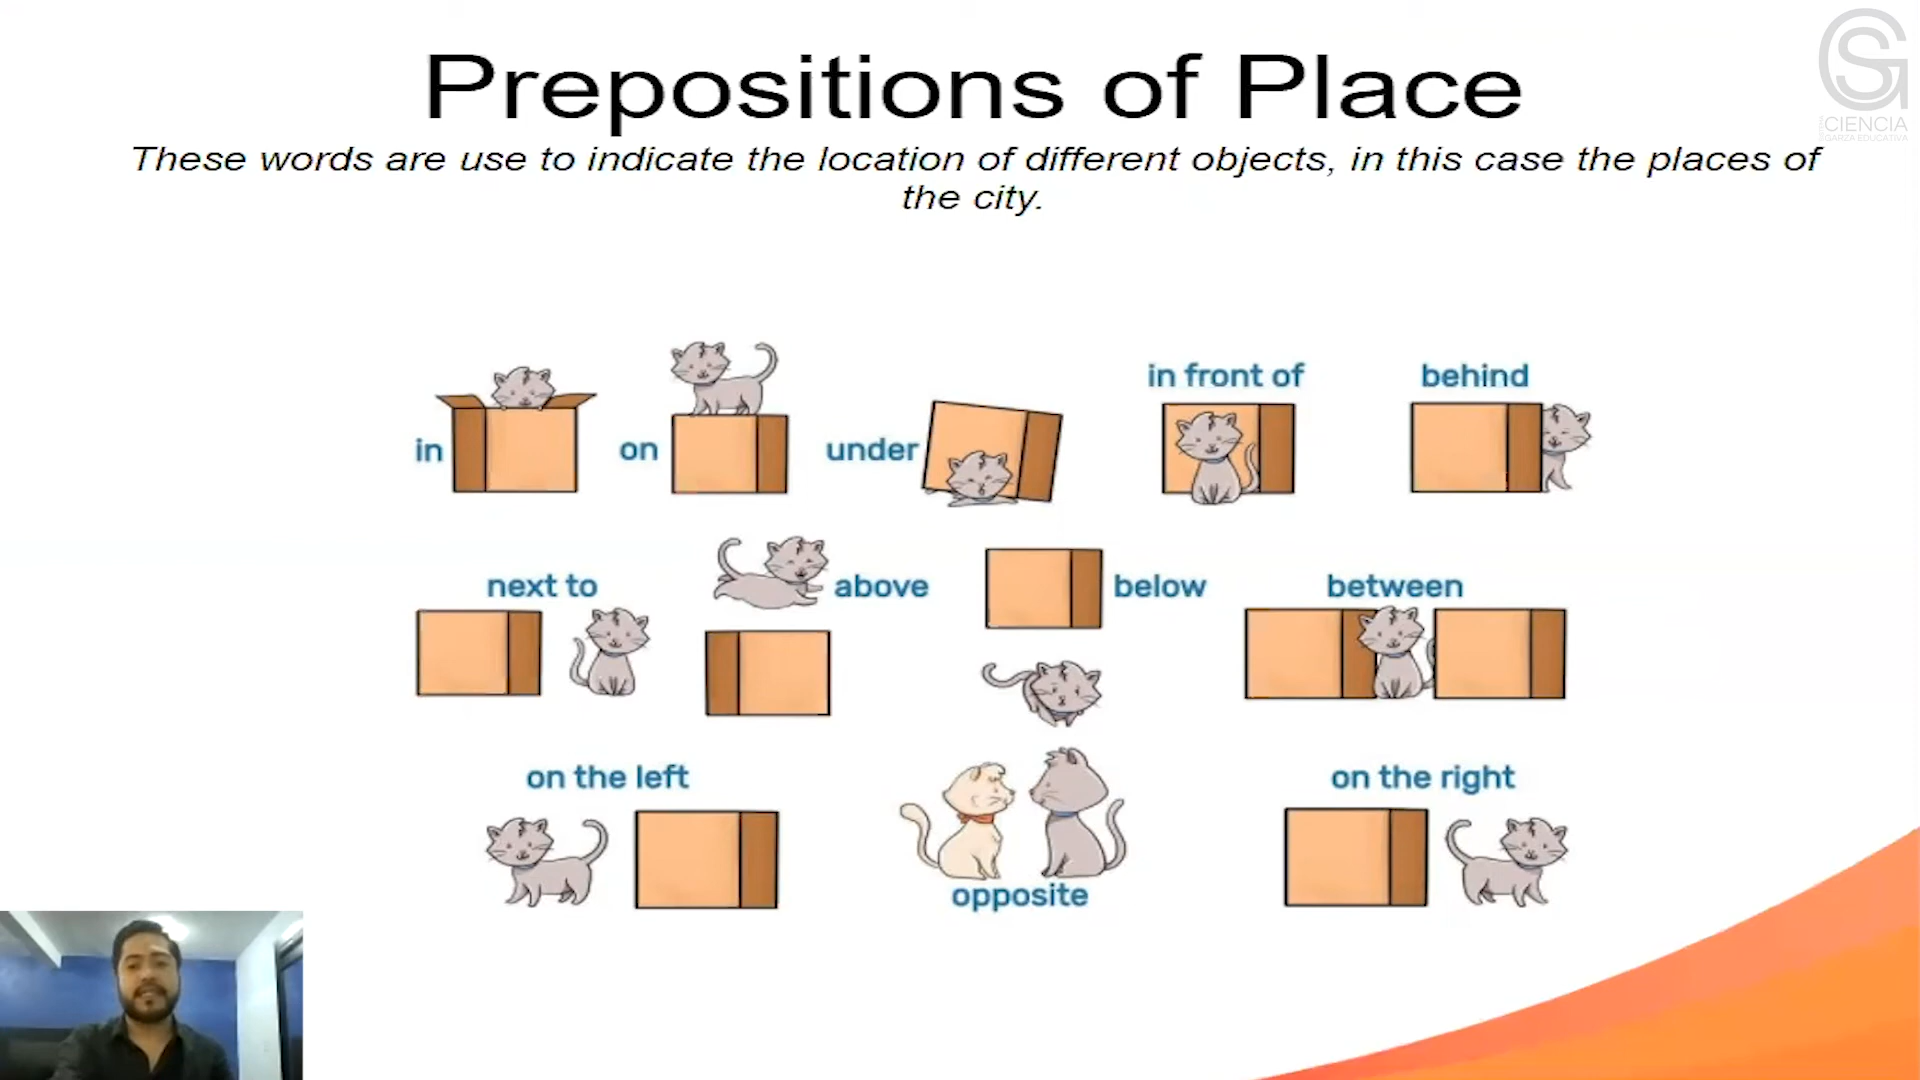 Prepositions of Place
These words are use to indicate the location of different objects, in this case the places of
the city.
in
on
under
in front of
behind
next to
above
below
between
on the left
opposite
on the right
CIENCIA
GARZA EDUCATIVA